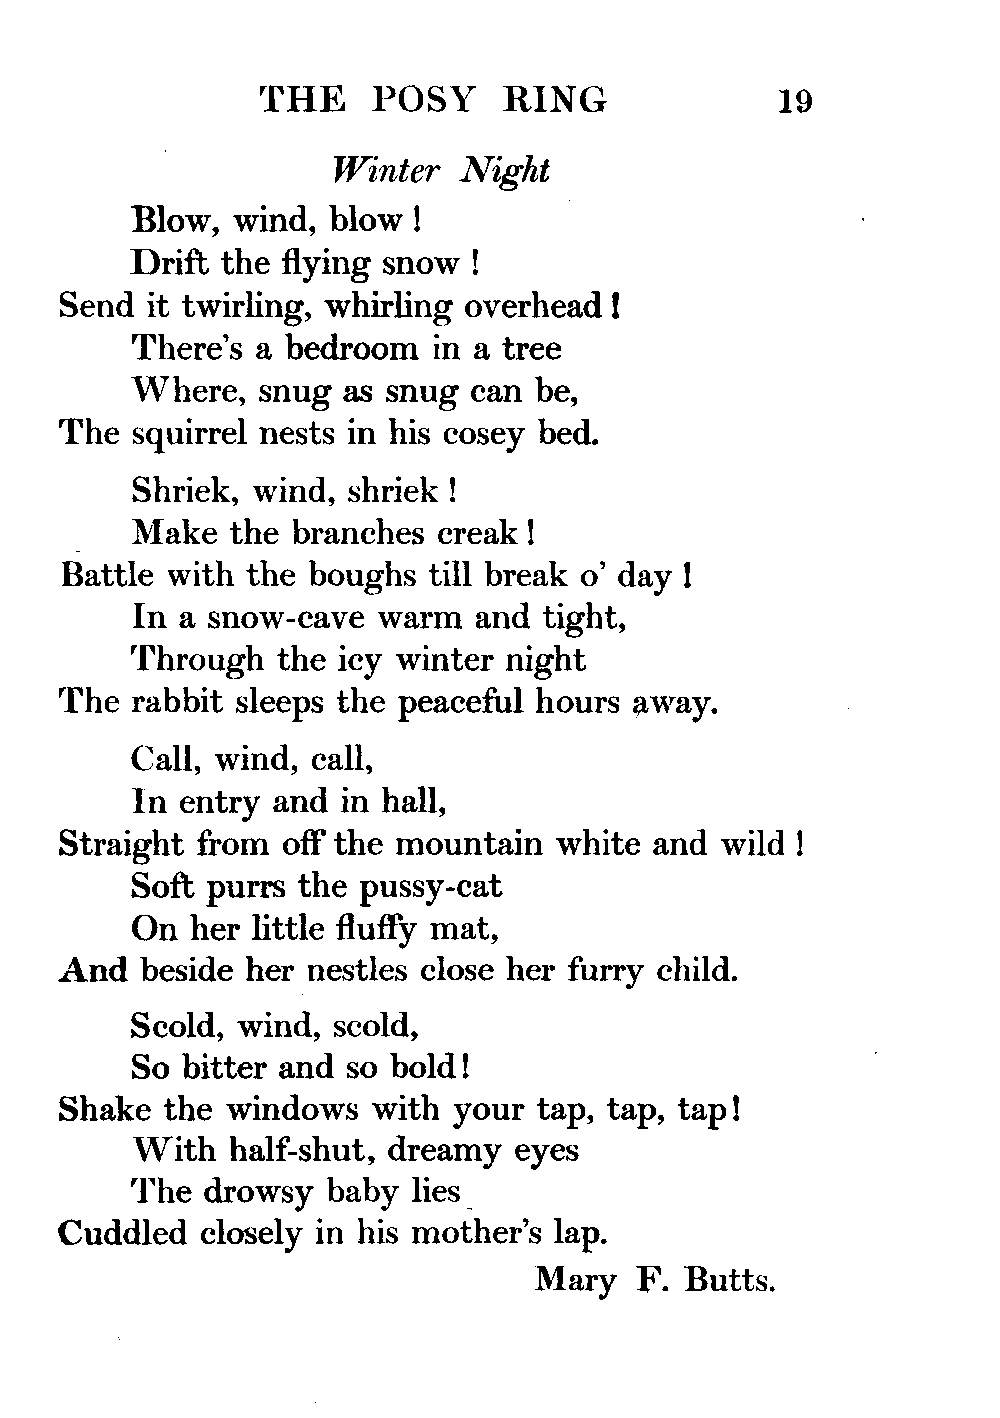 THE POSY RING 19
Winter Night
Blow, wind, blow !
Drift the flying snow !
Send it twirling, whirling overhead !
There's a bedroom in a tree
Where, snug as snug can be,
The squirrel nests in his cosey bed.
Shriek, wind, shriek !
Make the branches creak !
Battle with the boughs till break o' day !
In a snow-cave warm and tight,
Through the icy winter night
The rabbit sleeps the peaceful hours away.
Call, wind, call,
In entry and in hall,
Straight from off the mountain white and wild !
Soft purrs the pussy-cat
On her little fluffy mat,
And beside her nestles close her furry child.
Scold, wind, scold,
So bitter and so bold!
Shake the windows with your tap, tap, tap!
With half-shut, dreamy eyes
The drowsy baby lies
Cuddled closely in his mother's lap.
Mary F. Butts.